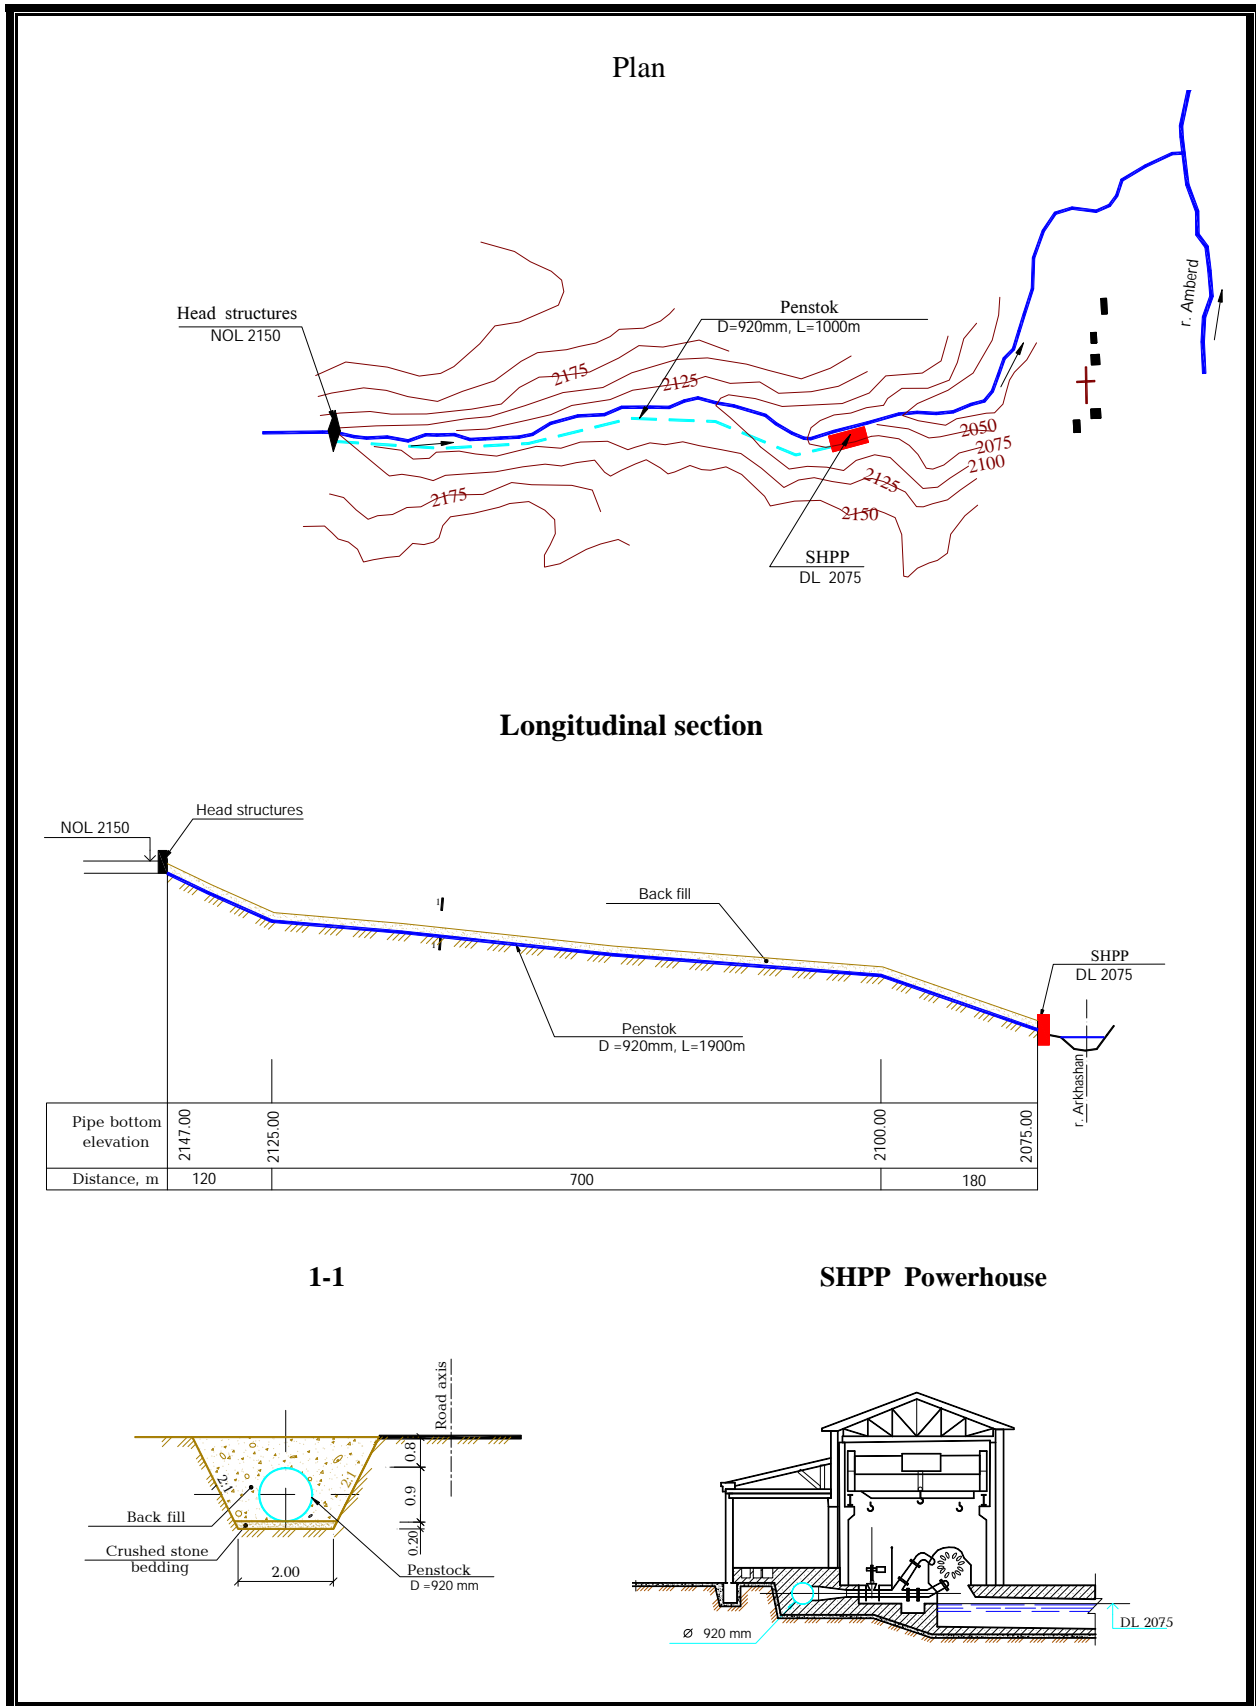 Plan
r. Amberd
Head structures
NOL 2150
Penstok
D=920mm, L=1000m
2175
2125
2050
2075
2100
2125
2175
2150
SHPP
DL 2075
Longitudinal section
Head structures
NOL 2150
Back fill
1
1
SHPP
DL 2075
Penstok
D =920mm, L=1900m
r. Arkhashan
Pipe bottom
elevation
2147.00
2125.00
2100.00
2075.00
Distance, m
120
700
180
1-1
SHPP Powerhouse
Road axis
0.8
2:1
2:1
0.9
Back fill
0.20
Crushed stone
bedding
2.00
Penstock
D =920 mm
Ø 920 mm
DL 2075